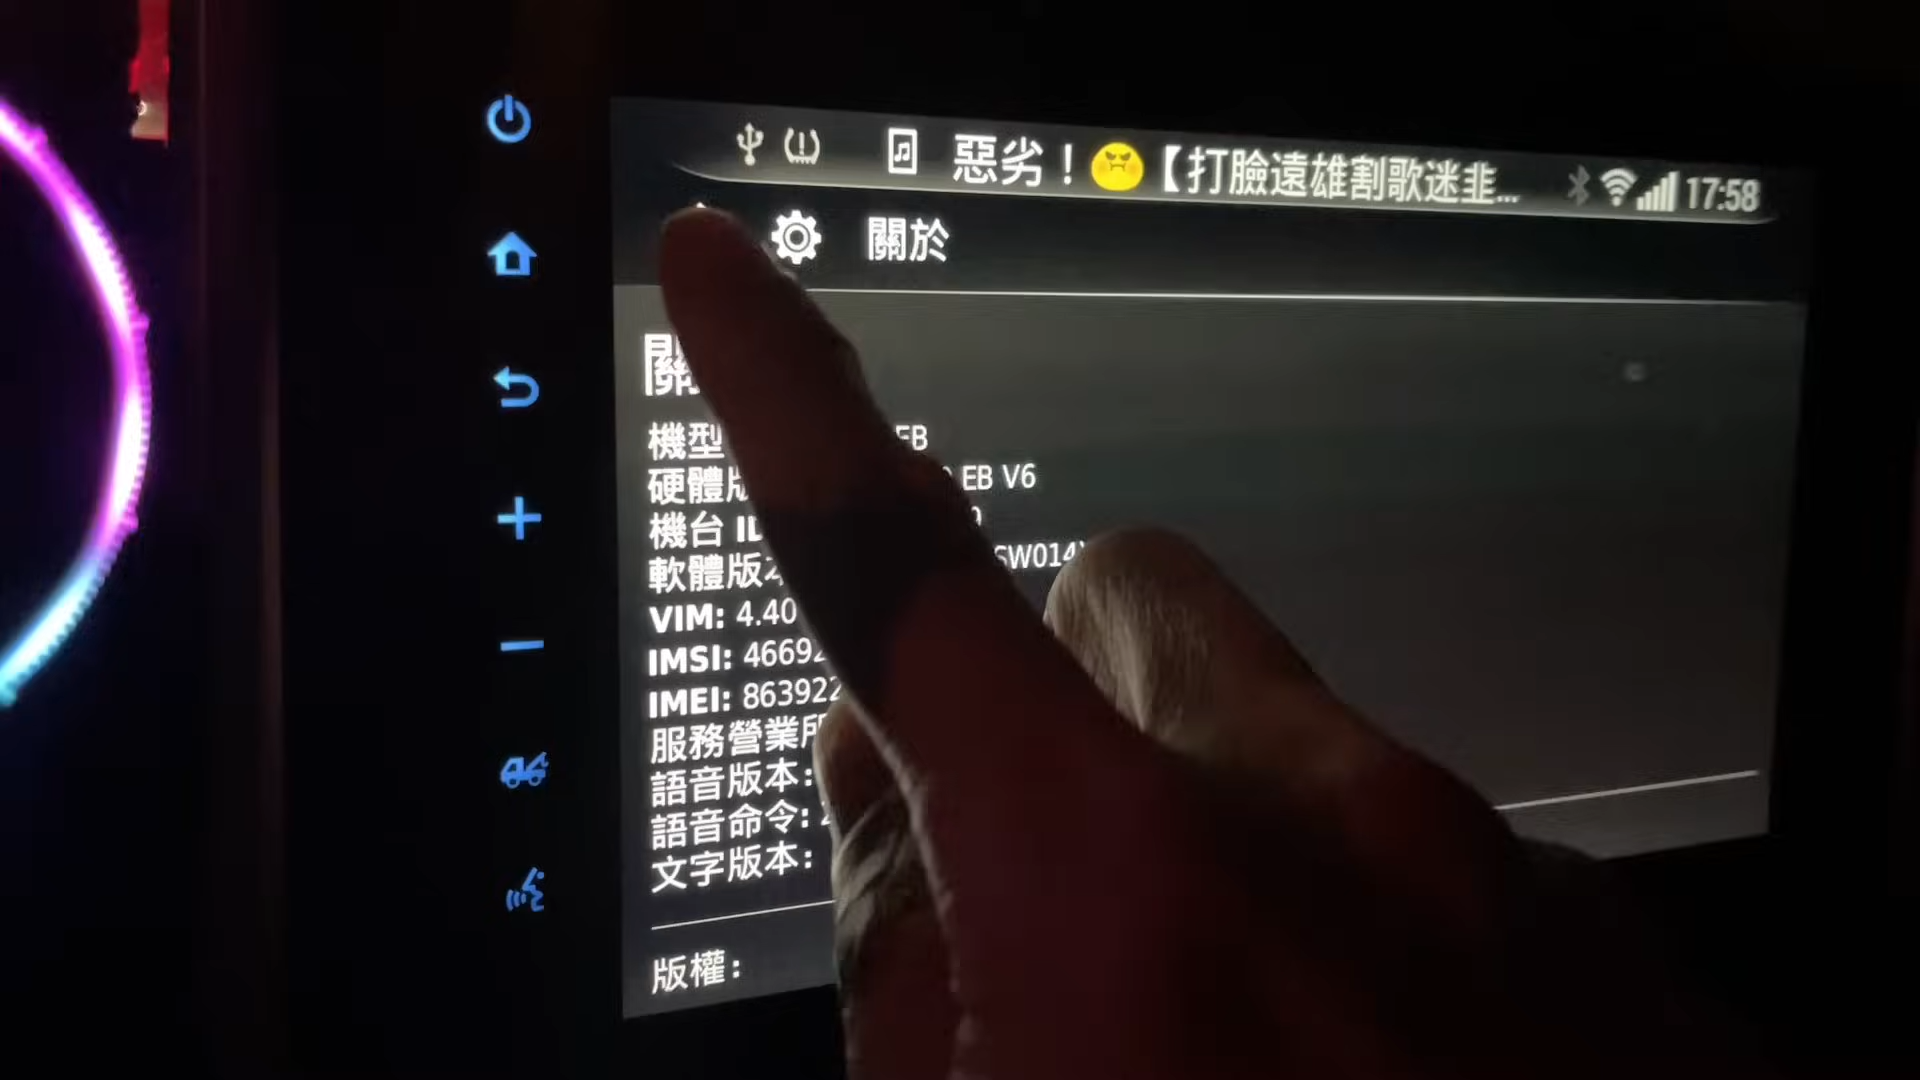 惡劣！😠【打臉遠雄割歌迷韭... 17:58
關於
關
機型 EB
硬體版 EB V6
機台 ID
軟體版本 SW014)
VIM: 4.40
IMSI: 46692
IMEI: 863922
服務營業所
語音版本:
語音命令:
文字版本:
版權: